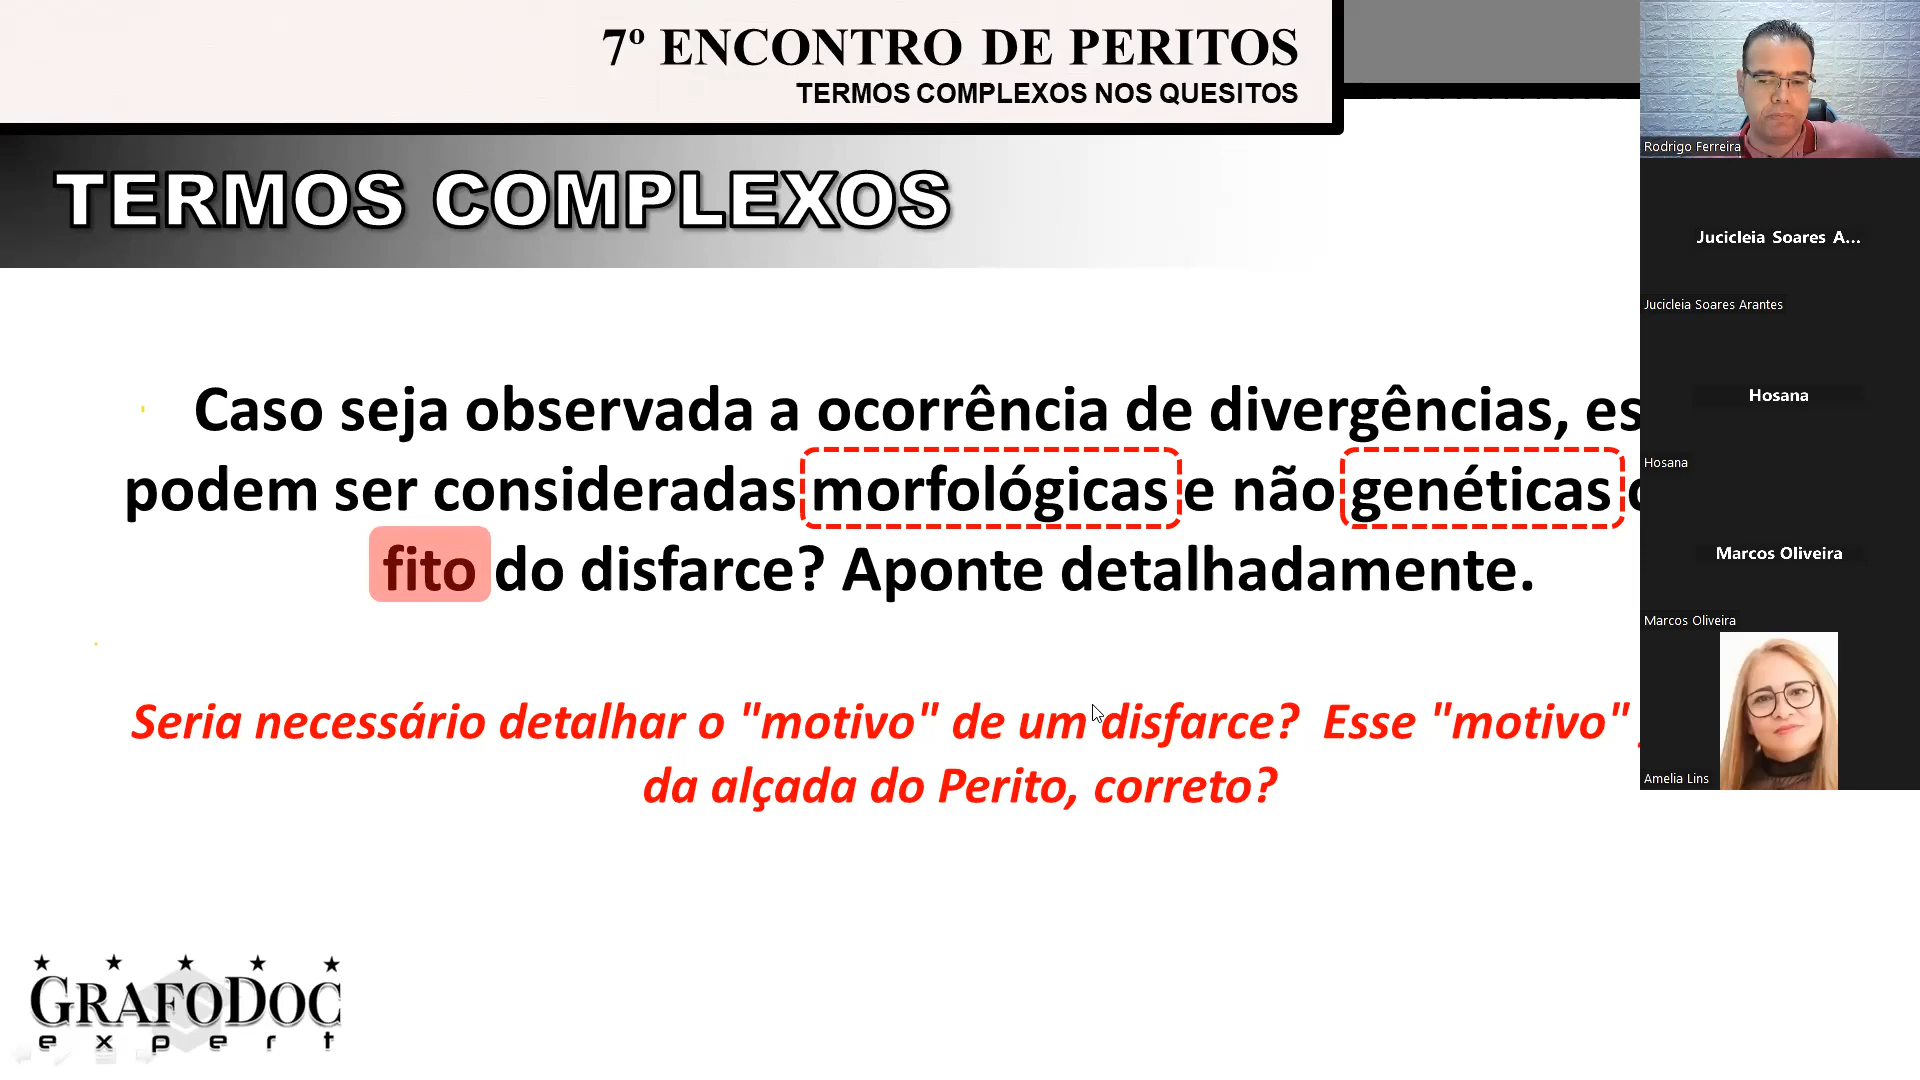 7º ENCONTRO DE PERITOS
TERMOS COMPLEXOS NOS QUESITOS
TERMOS COMPLEXOS
Caso seja observada a ocorrência de divergências,
podem ser consideradas morfológicas e não genéticas
fito do disfarce? Aponte detalhadamente.
Seria necessário detalhar o "motivo" de um disfarce? Esse "motivo"
da alçada do Perito, correto?
GRAFODOC
expert
Rodrigo Ferreira
Jucicleia Soares A...
Jucicleia Soares Arantes
Hosana
Hosana
Marcos Oliveira
Marcos Oliveira
Amelia Lins